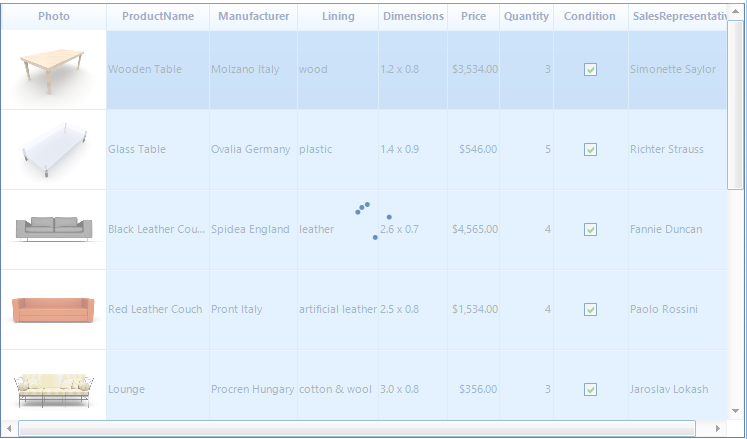 Photo ProductName Manufacturer Lining Dimensions Price Quantity Condition SalesRepresentativ
Wooden Table Molzano Italy wood 1.2 x 0.8 $3,534.00 3 Simonette Saylor
Glass Table Ovalia Germany plastic 1.4 x 0.9 $546.00 5 Richter Strauss
Black Leather Cou... Spidea England leather 2.6 x 0.7 $4,565.00 4 Fannie Duncan
Red Leather Couch Pront Italy artificial leather 2.5 x 0.8 $1,534.00 4 Paolo Rossini
Lounge Procren Hungary cotton & wool 3.0 x 0.8 $356.00 3 Jaroslav Lokash